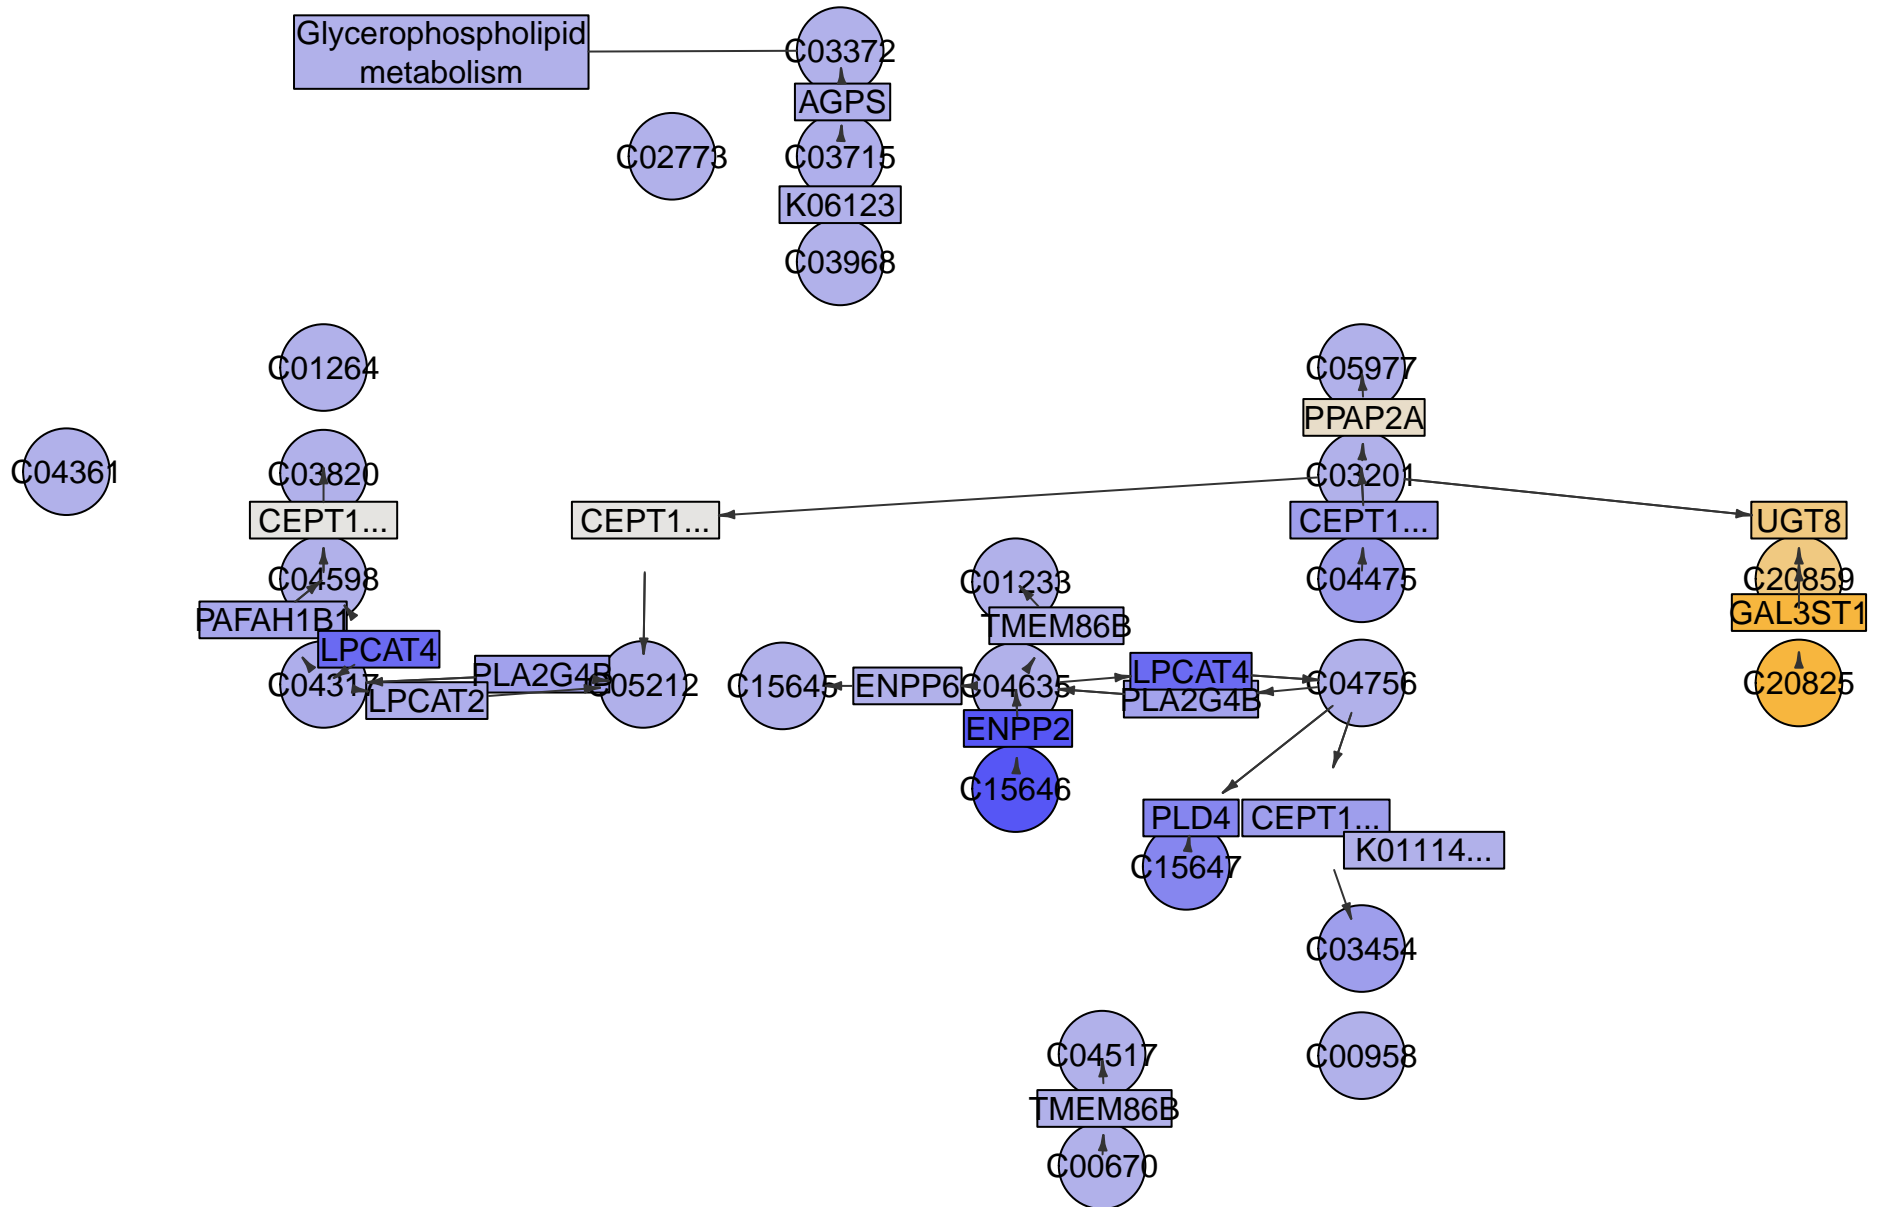 Glycerophospholipid
metabolism
C03372
AGPS
C02773
C03715
K06123
C03968
C01264
C05977
PPAP2A
C04361
C03820
C03201
CEPT1...
CEPT1...
CEPT1...
UGT8
C04598
C01233
C04475
C20859
PAFAH1B1
TMEM86B
GAL3ST1
LPCAT4
C04317
PLA2G4B
LPCAT2
C05212
C15645
ENPP6
C04635
LPCAT4
PLA2G4B
C04756
C20825
ENPP2
C15646
PLD4
CEPT1...
K01114...
C15647
C03454
C04517
C00958
TMEM86B
C00670